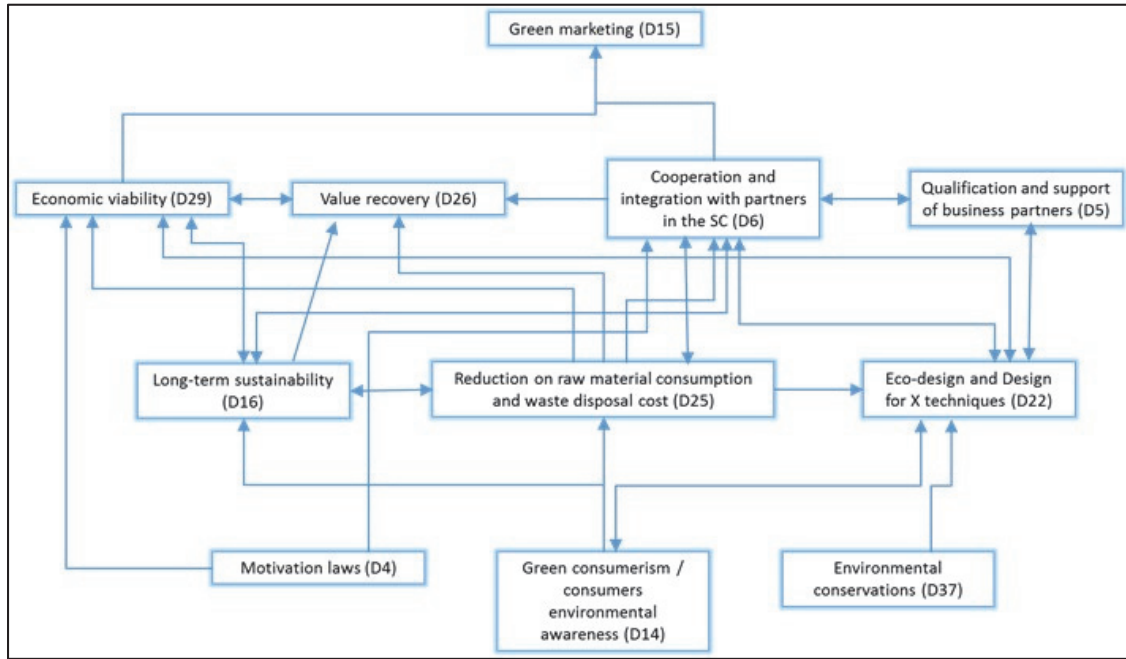 Green marketing (D15)
Economic viability (D29)
Value recovery (D26)
Cooperation and
integration with partners
in the SC (D6)
Qualification and support
of business partners (D5)
Long-term sustainability
(D16)
Reduction on raw material consumption
and waste disposal cost (D25)
Eco-design and Design
for X techniques (D22)
Motivation laws (D4)
Green consumerism /
consumers
environmental
awareness (D14)
Environmental
conservations (D37)